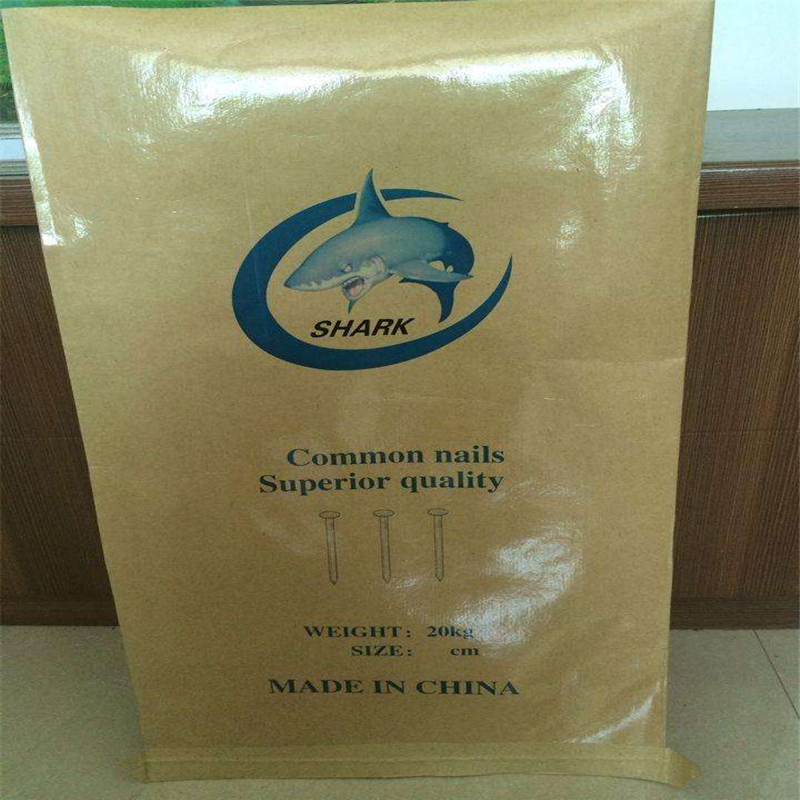 SHARK
Common nails
Superior quality
WEIGHT: 20kg
SIZE: cm
MADE IN CHINA